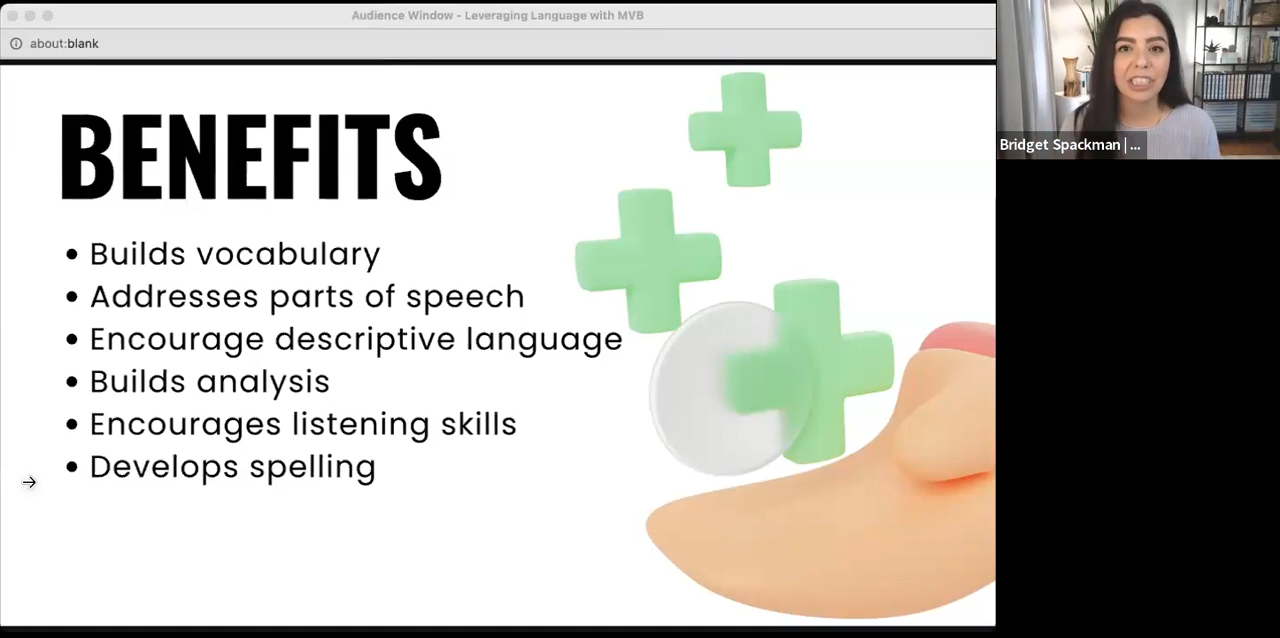 Audience Window - Leveraging Language with MVB
about:blank
BENEFITS
• Builds vocabulary
• Addresses parts of speech
• Encourage descriptive language
• Builds analysis
• Encourages listening skills
• Develops spelling
Bridget Spackman | ...